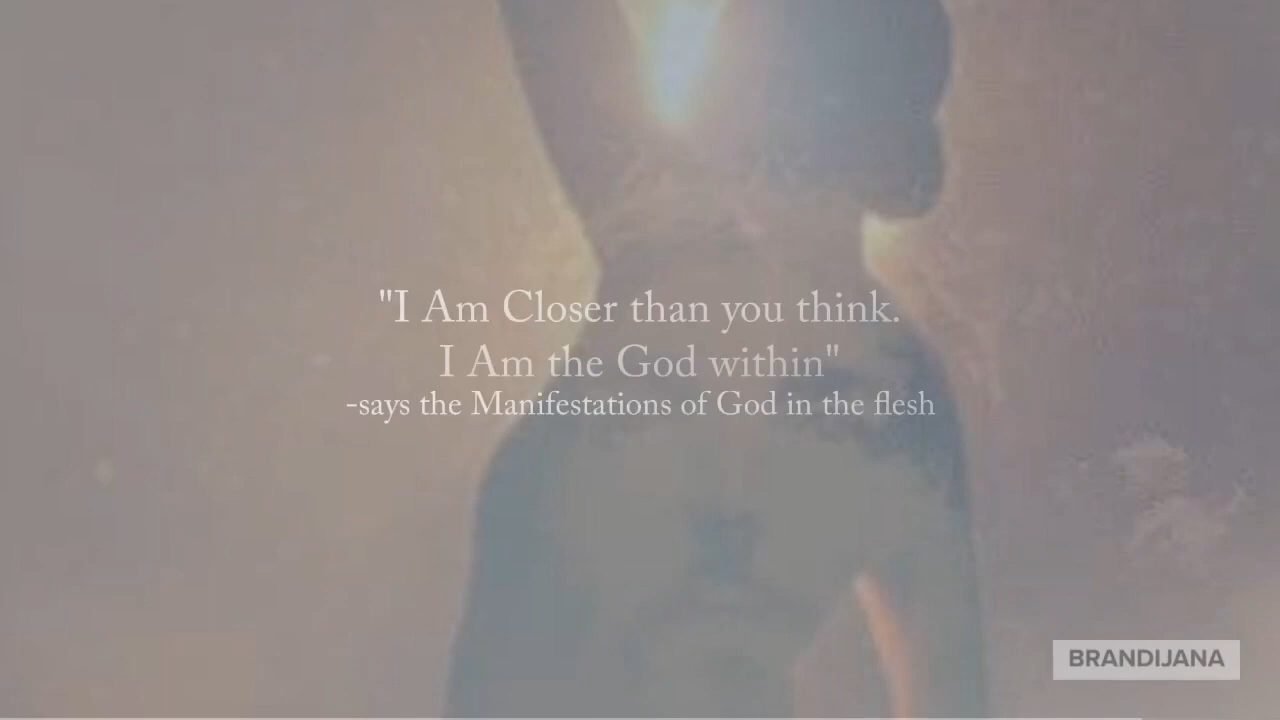 "I Am Closer than you think.
I Am the God within"
-says the Manifestations of God in the flesh
BRANDIJANA